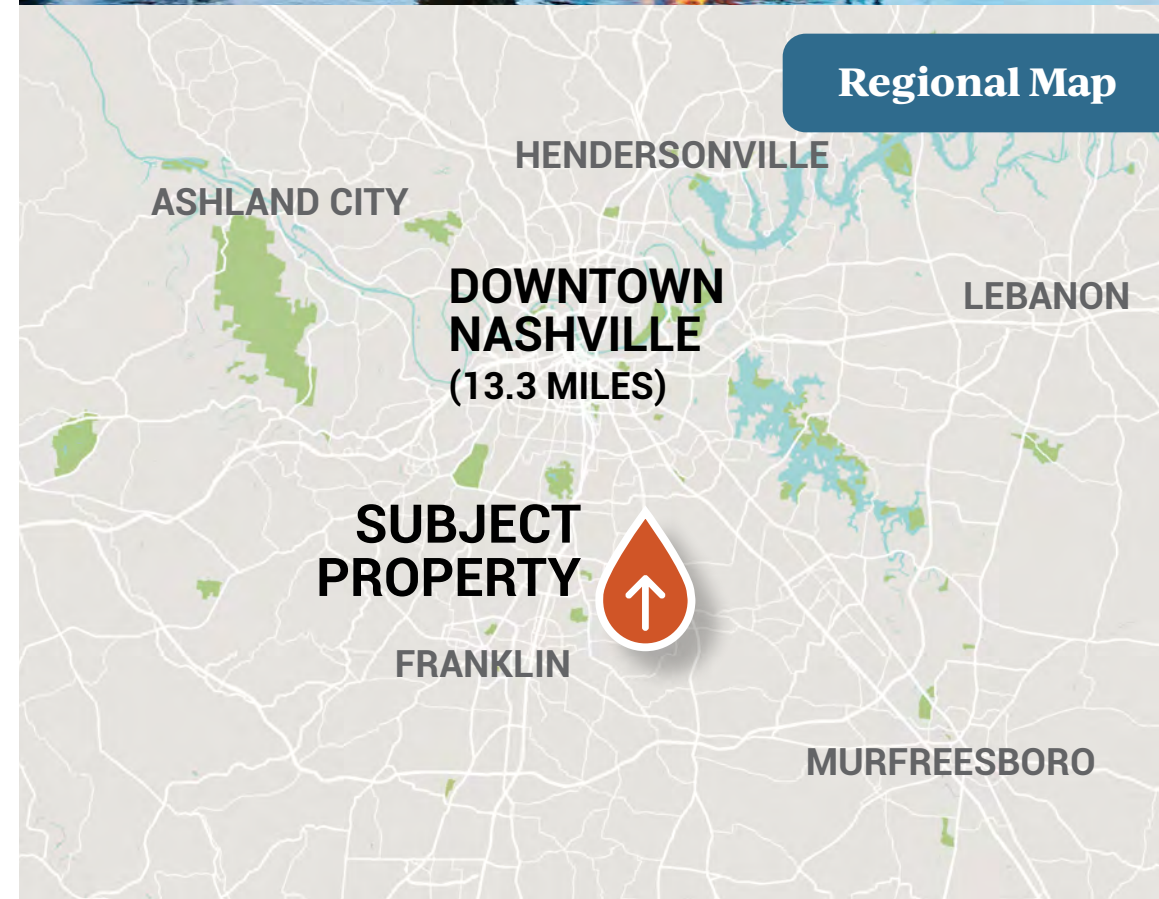 Regional Map
HENDERSONVILLE
ASHLAND CITY
DOWNTOWN
NASHVILLE
(13.3 MILES)
LEBANON
SUBJECT
PROPERTY
FRANKLIN
MURFREESBORO